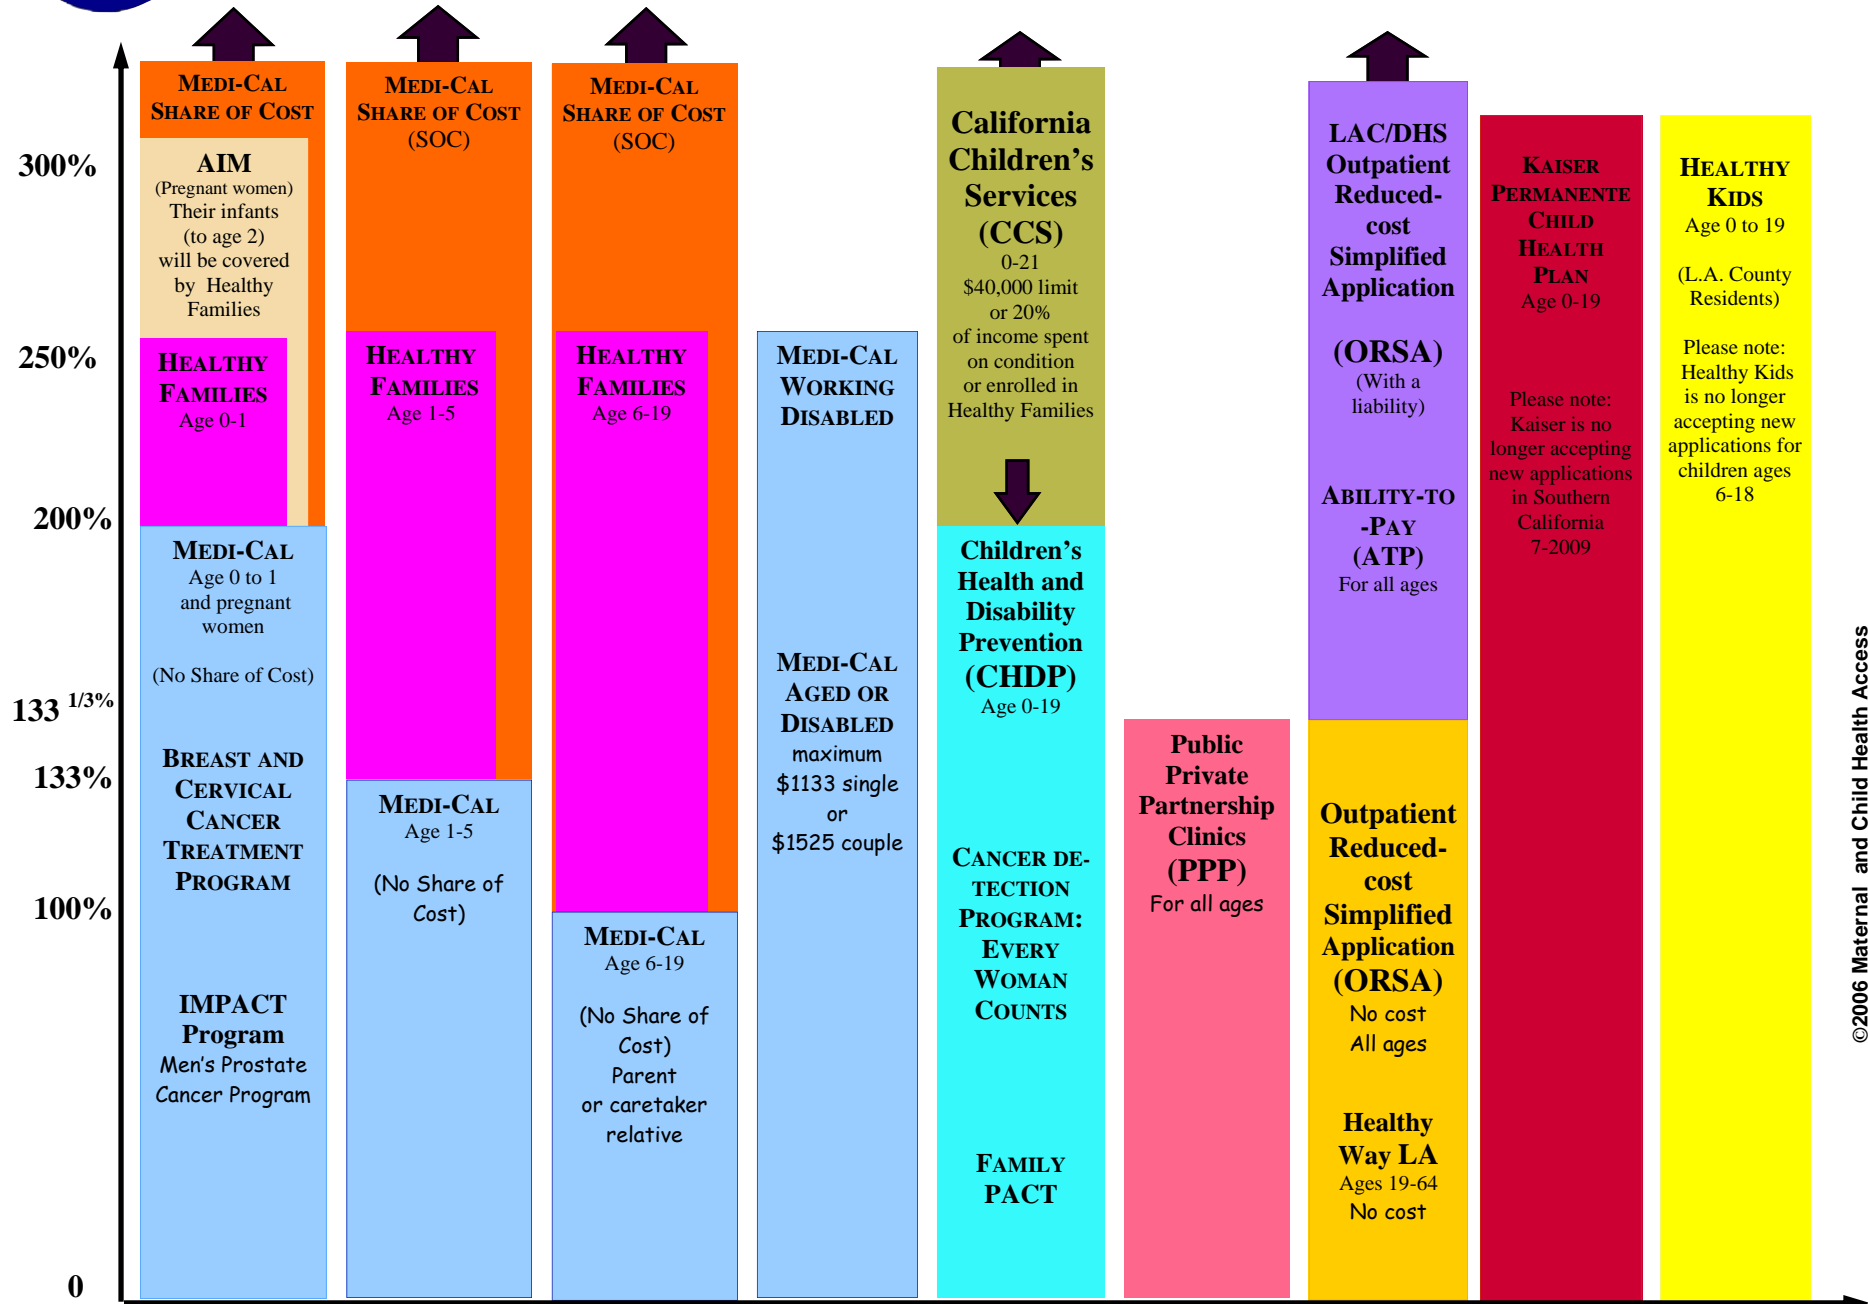 300%
250%
200%
133 1/3%
133%
100%
0
MEDI-CAL
SHARE OF COST
AIM
(Pregnant women)
Their infants
(to age 2)
will be covered
by Healthy
Families
HEALTHY
FAMILIES
Age 0-1
MEDI-CAL
Age 0 to 1
and pregnant
women
(No Share of Cost)
BREAST AND
CERVICAL
CANCER
TREATMENT
PROGRAM
IMPACT
Program
Men's Prostate
Cancer Program
MEDI-CAL
SHARE OF COST
(SOC)
HEALTHY
FAMILIES
Age 1-5
MEDI-CAL
Age 1-5
(No Share of
Cost)
MEDI-CAL
SHARE OF COST
(SOC)
HEALTHY
FAMILIES
Age 6-19
MEDI-CAL
Age 6-19
(No Share of
Cost)
Parent
or caretaker
relative
MEDI-CAL
WORKING
DISABLED
MEDI-CAL
AGED OR
DISABLED
maximum
$1133 single
or
$1525 couple
California
Children's
Services
(CCS)
0-21
$40,000 limit
or 20%
of income spent
on condition
or enrolled in
Healthy Families
Children's
Health and
Disability
Prevention
(CHDP)
Age 0-19
CANCER DE-
TECTION
PROGRAM:
EVERY
WOMAN
COUNTS
FAMILY
PACT
Public
Private
Partnership
Clinics
(PPP)
For all ages
LAC/DHS
Outpatient
Reduced-
cost
Simplified
Application
(ORSA)
(With a
liability)
ABILITY-TO
-PAY
(ATP)
For all ages
Outpatient
Reduced-
cost
Simplified
Application
(ORSA)
No cost
All ages
Healthy
Way LA
Ages 19-64
No cost
KAISER
PERMANENTE
CHILD
HEALTH
PLAN
Age 0-19
Please note:
Kaiser is no
longer accepting
new applications
in Southern
California
7-2009
HEALTHY
KIDS
Age 0 to 19
(L.A. County
Residents)
Please note:
Healthy Kids
is no longer
accepting new
applications for
children ages
6-18
©2006 Maternal and Child Health Access